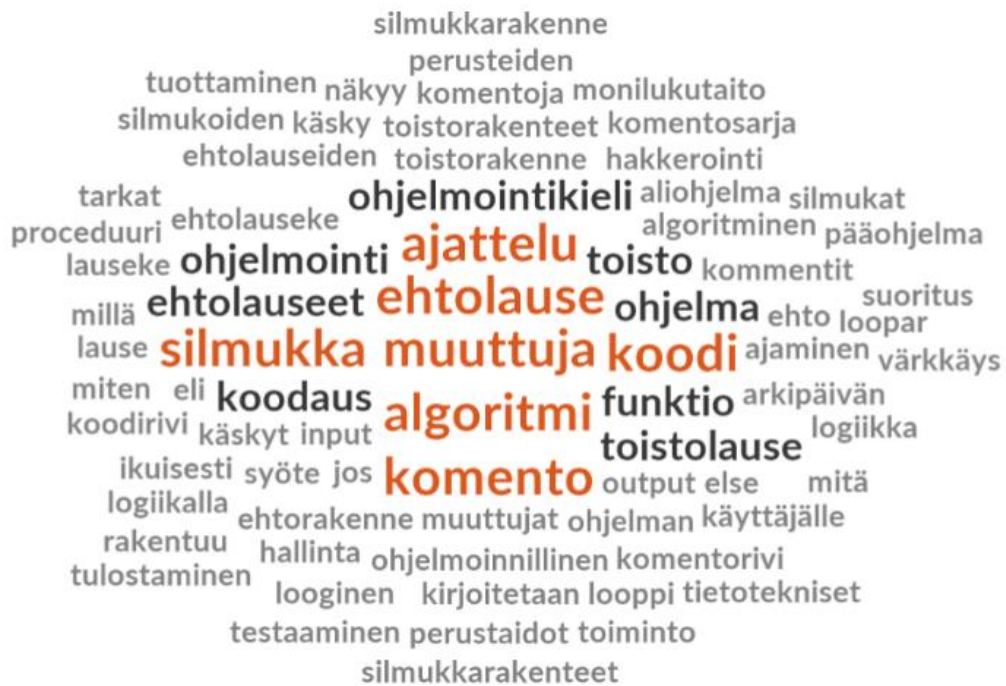 silmukkarakenne
perusteiden
tuottaminen näkyy komentoja monilukutaito
silmukoiden käsky toistorakenteet komentosarja
ehtolauseiden toistorakenne hakkerointi
tarkat ohjelmointikieli aliohjelma silmukat
proceduuri ehtolauseke ajattelu algoritminen pääohjelma
lauseke ohjelmointi toisto kommentit
millä ehtolauseet ehtolause ohjelma ehto loopar suoritus
lause silmukka muuttuja koodi ajaminen värkkäys
miten eli koodaus algoritmi funktio arkipäivän
koodirivi käskyt input toistolause logiikka
ikuisesti syöte jos komento output else mitä
logiikalla ehtorakenne muuttujat ohjelman käyttäjälle
rakentuu hallinta ohjelmoinnillinen komentorivi
tulostaminen looginen kirjoitetaan looppi tietotekniset
testaaminen perustaidot toiminto
silmukkarakenteet